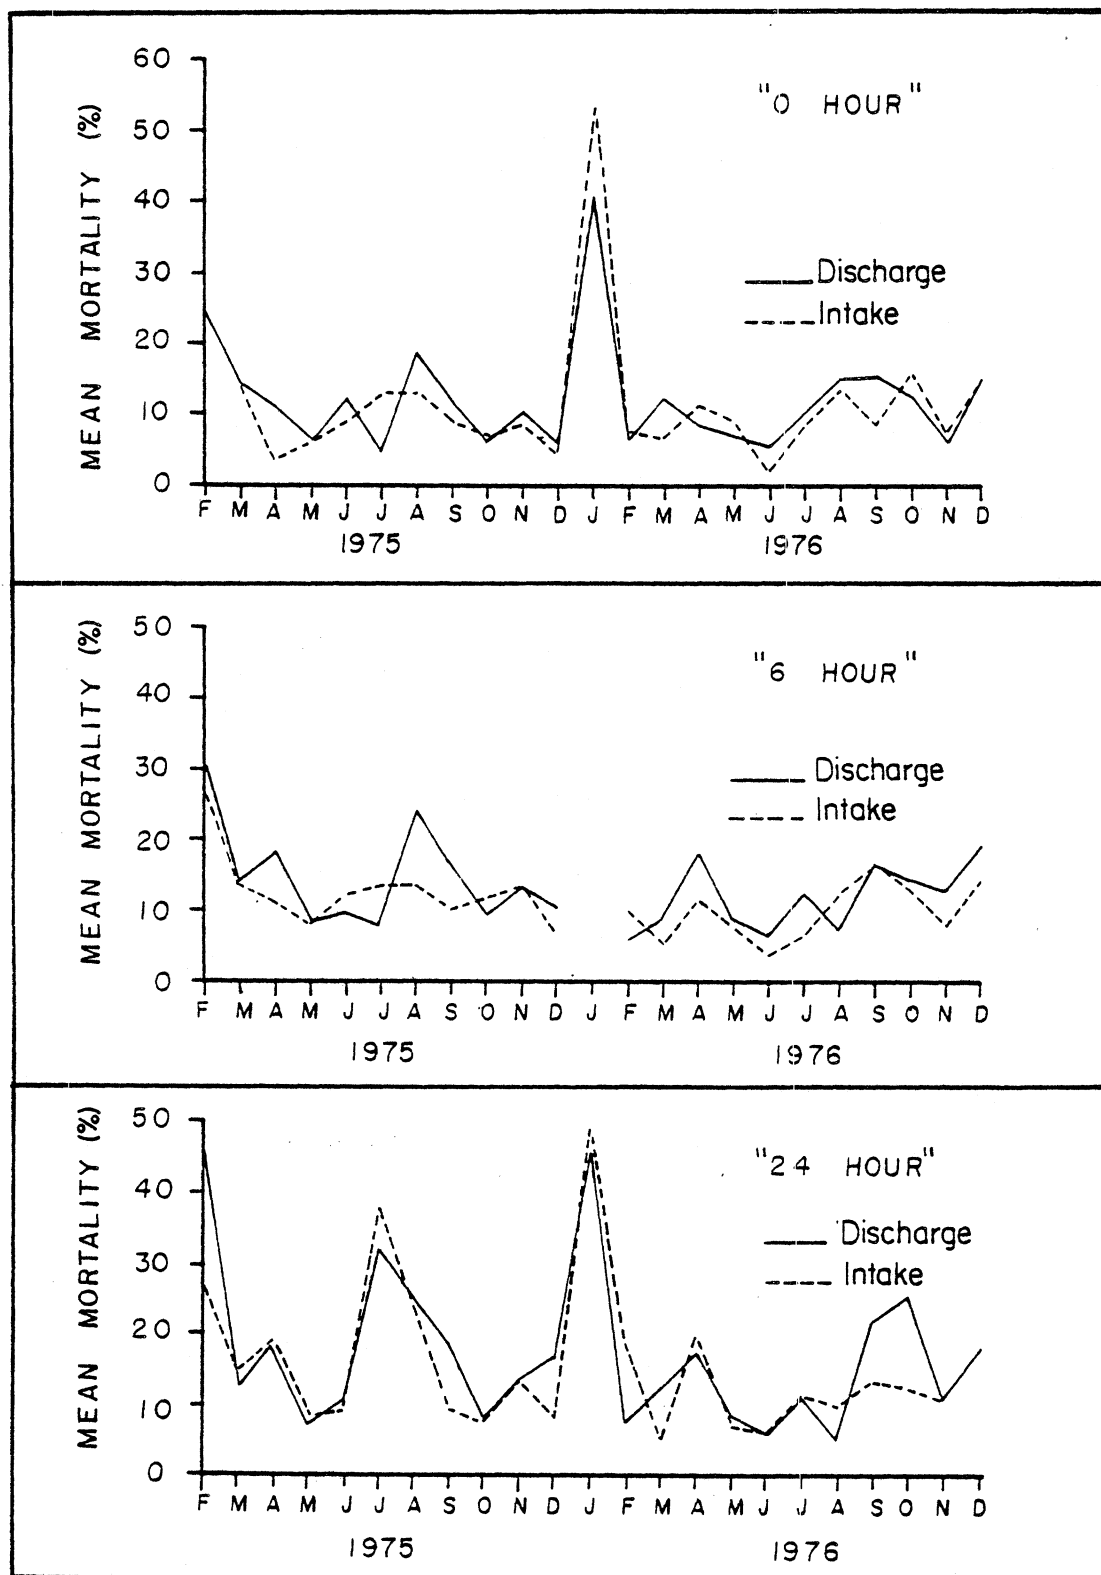 MEAN MORTALITY (%)
60
50
40
30
20
10
0
"0 HOUR"
Discharge
Intake
F M A M J J A S O N D J F M A M J J A S O N D
1975 1976
MEAN MORTALITY (%)
50
40
30
20
10
0
"6 HOUR"
Discharge
Intake
F M A M J J A S O N D J F M A M J J A S O N D
1975 1976
MEAN MORTALITY (%)
50
40
30
20
10
0
"24 HOUR"
Discharge
Intake
F M A M J J A S O N D J F M A M J J A S O N D
1975 1976